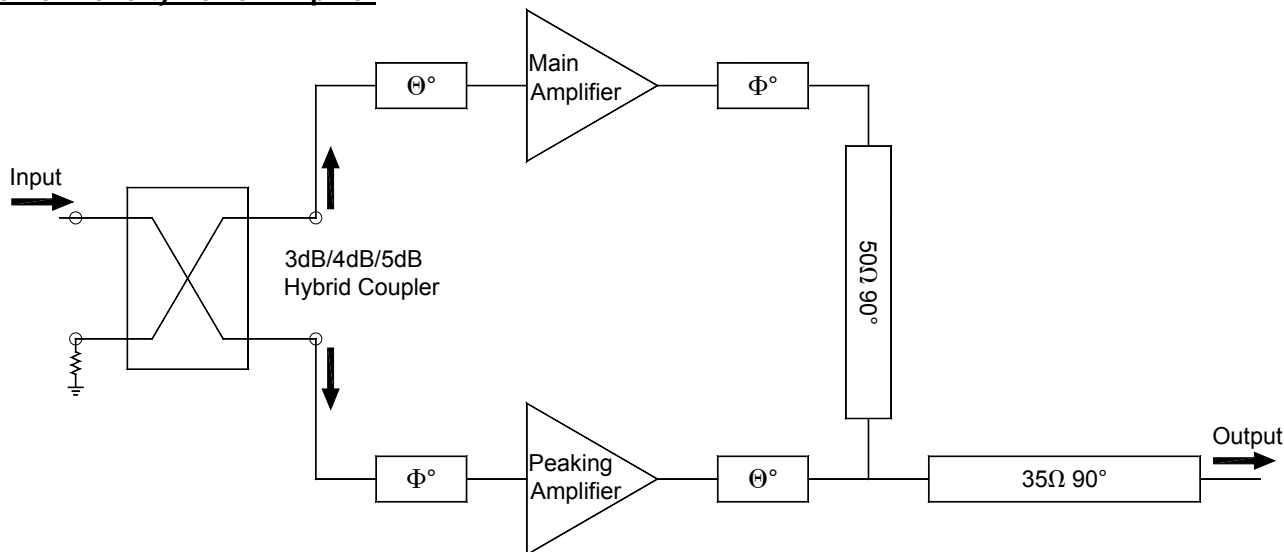 Θ°
Main
Amplifier
Φ°
Input
3dB/4dB/5dB
Hybrid Coupler
50Ω 90°
Φ°
Peaking
Amplifier
Θ°
35Ω 90°
Output